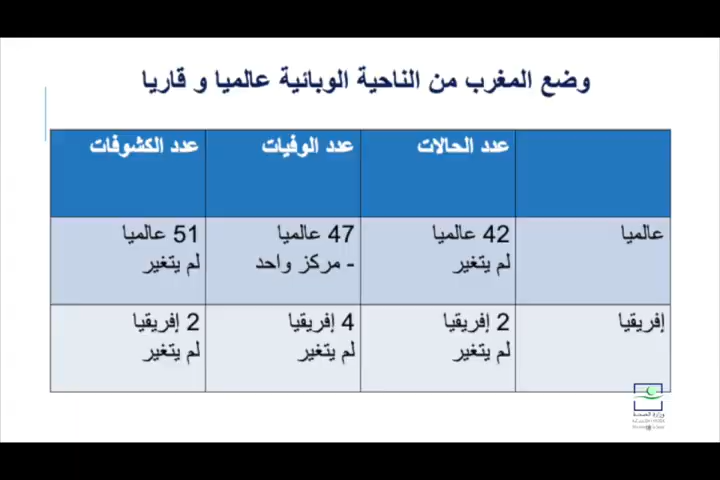 وضع المغرب من الناحية الوبائية عالميا و قاريا
عدد الحالات
عدد الوفيات
عدد الكشوفات
عالميا
42 عالميا
لم يتغير
47 عالميا
- مركز واحد
51 عالميا
لم يتغير
إفريقيا
2 إفريقيا
لم يتغير
4 إفريقيا
لم يتغير
2 إفريقيا
لم يتغير
وزارة الصحة